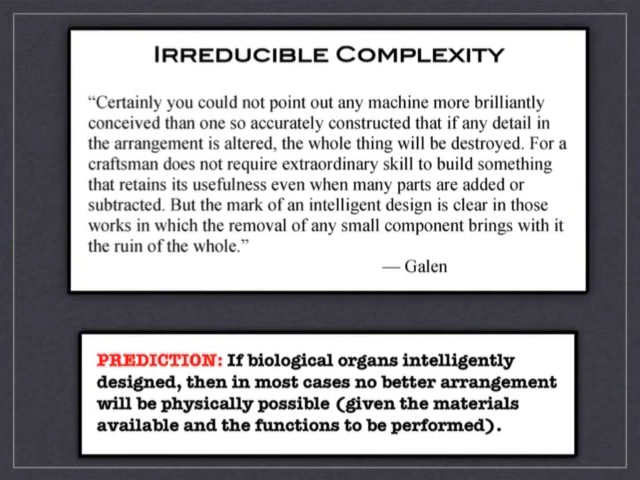 IRREDUCIBLE COMPLEXITY
“Certainly you could not point out any machine more brilliantly
conceived than one so accurately constructed that if any detail in
the arrangement is altered, the whole thing will be destroyed. For a
craftsman does not require extraordinary skill to build something
that retains its usefulness even when many parts are added or
subtracted. But the mark of an intelligent design is clear in those
works in which the removal of any small component brings with it
the ruin of the whole.”
— Galen
PREDICTION: If biological organs intelligently
designed, then in most cases no better arrangement
will be physically possible (given the materials
available and the functions to be performed).